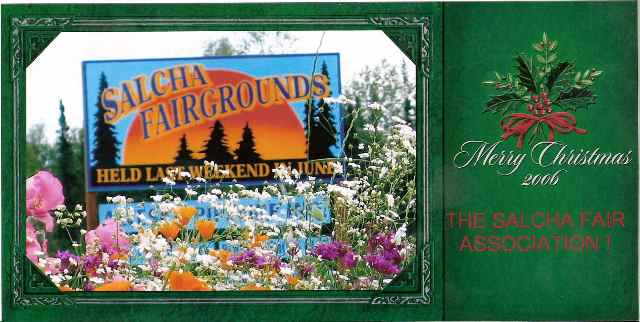 SALCHA
FAIRGROUNDS
HELD LAST WEEKEND IN JUNE
Merry Christmas
2006
THE SALCHA FAIR
ASSOCIATION !